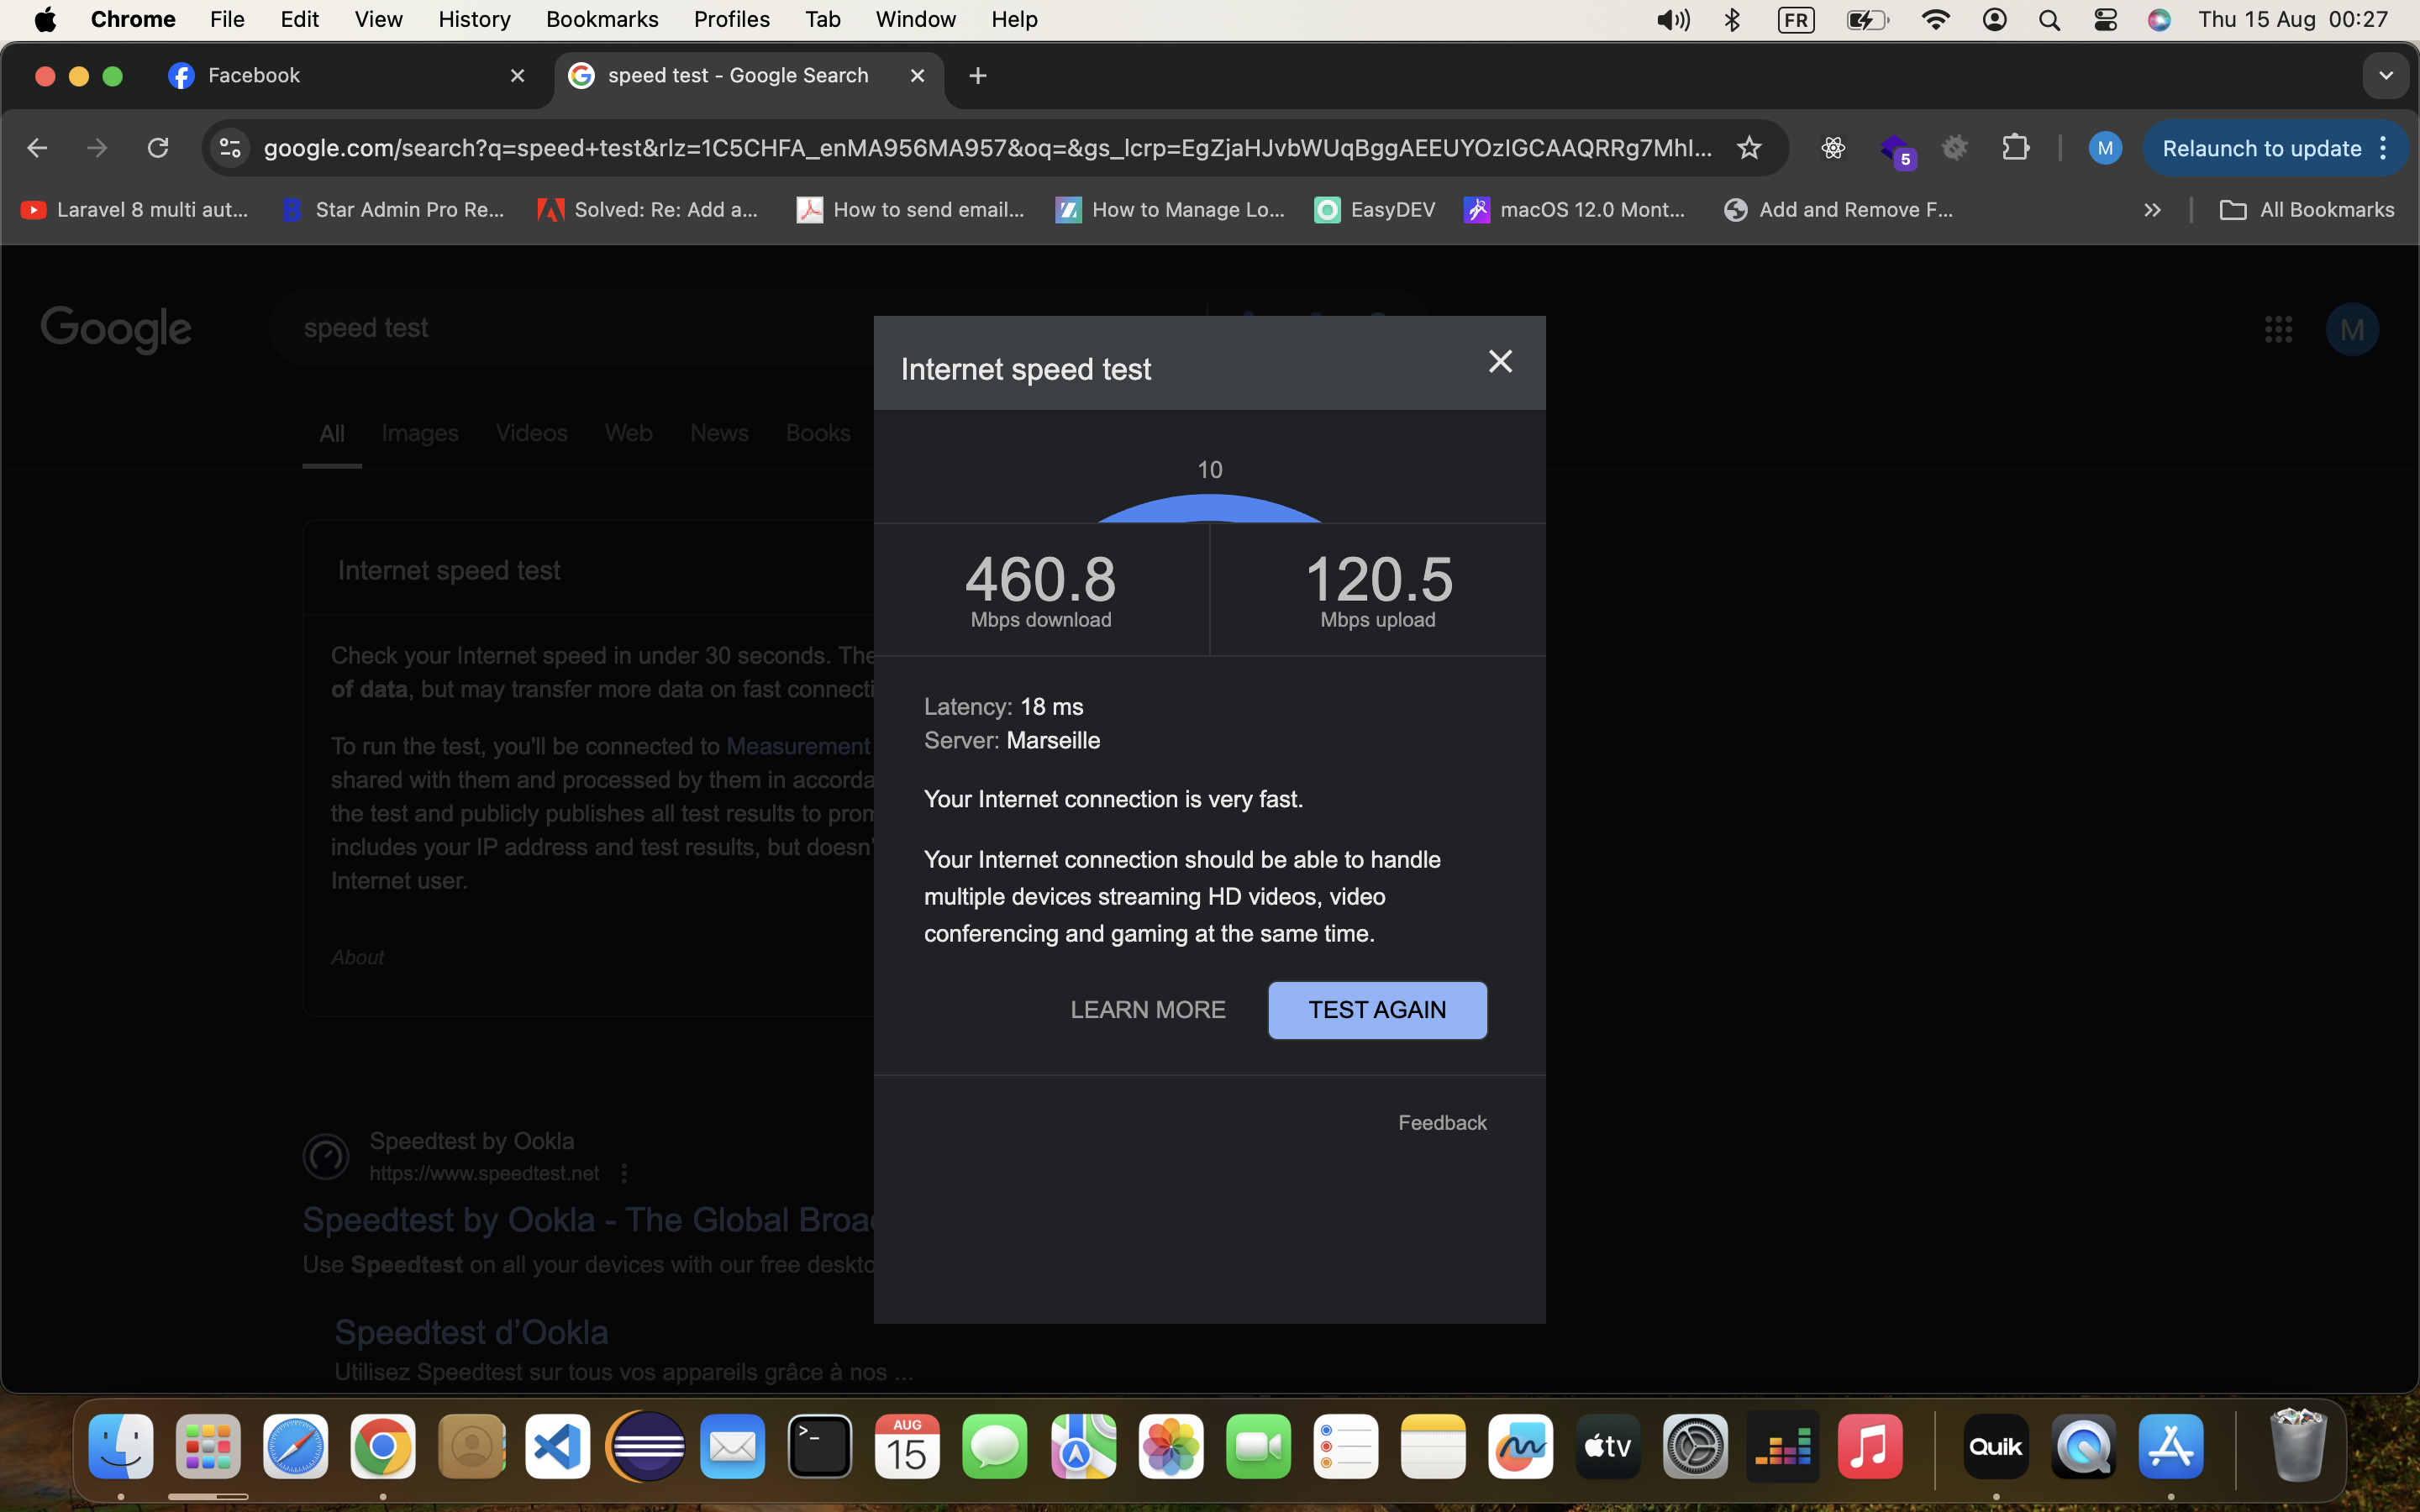 Chrome File Edit View History Bookmarks Profiles Tab Window Help FR Thu 15 Aug 00:27
Facebook speed test - Google Search
google.com/search?q=speed+test&rlz=1C5CHFA_enMA956MA957&oq=&gs_lcrp=EgZjaHJvbWUqBggAEEUYOzIGCAAQRRg7MhI... 5 M Relaunch to update
Laravel 8 multi aut... Star Admin Pro Re... Solved: Re: Add a... How to send email... How to Manage Lo... EasyDEV macOS 12.0 Mont... Add and Remove F... All Bookmarks
Google speed test M
All Images Videos Web News Books
Internet speed test
Check your Internet speed in under 30 seconds. The
of data, but may transfer more data on fast connecti
To run the test, you'll be connected to Measurement
shared with them and processed by them in accorda
the test and publicly publishes all test results to pron
includes your IP address and test results, but doesn'
Internet user.
About
Speedtest by Ookla
https://www.speedtest.net
Speedtest by Ookla - The Global Broa
Use Speedtest on all your devices with our free deskto
Speedtest d'Ookla
Utilisez Speedtest sur tous vos appareils grâce à nos ...
Internet speed test
10
460.8 120.5
Mbps download Mbps upload
Latency: 18 ms
Server: Marseille
Your Internet connection is very fast.
Your Internet connection should be able to handle
multiple devices streaming HD videos, video
conferencing and gaming at the same time.
LEARN MORE TEST AGAIN
Feedback
AUG
15
tv
Quik